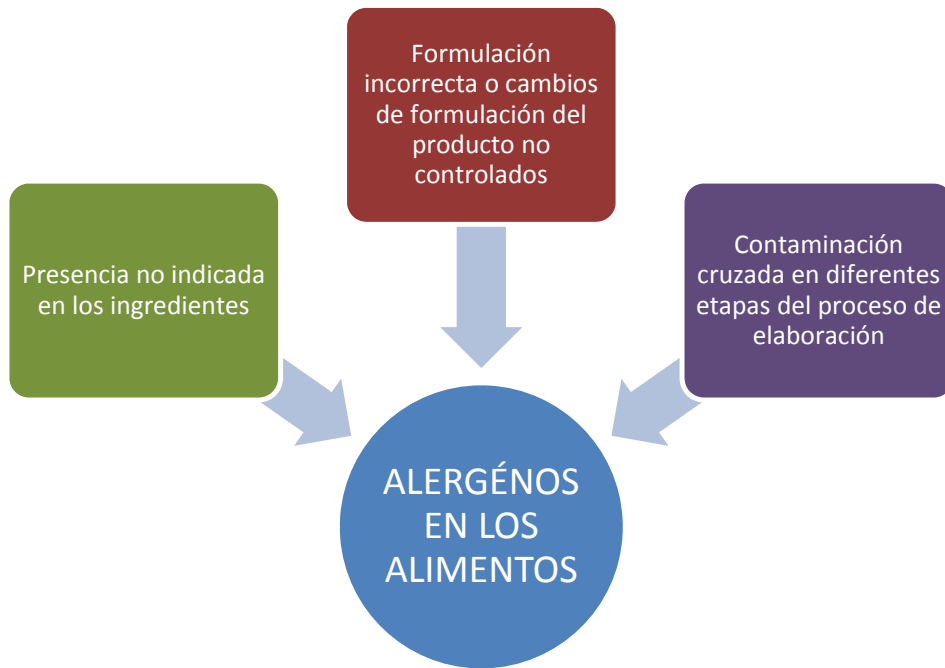 Formulación
incorrecta o cambios
de formulación del
producto no
controlados
Presencia no indicada
en los ingredientes
Contaminación
cruzada en diferentes
etapas del proceso de
elaboración
ALERGÉNOS
EN LOS
ALIMENTOS